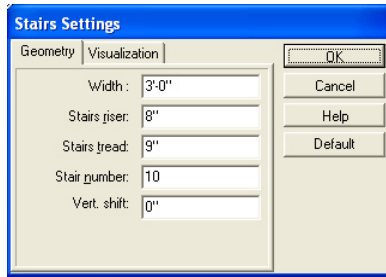 Stairs Settings
Geometry Visualization
Width : 3'-0"
Stairs riser: 8"
Stairs tread: 9"
Stair number: 10
Vert. shift: 0"
OK
Cancel
Help
Default